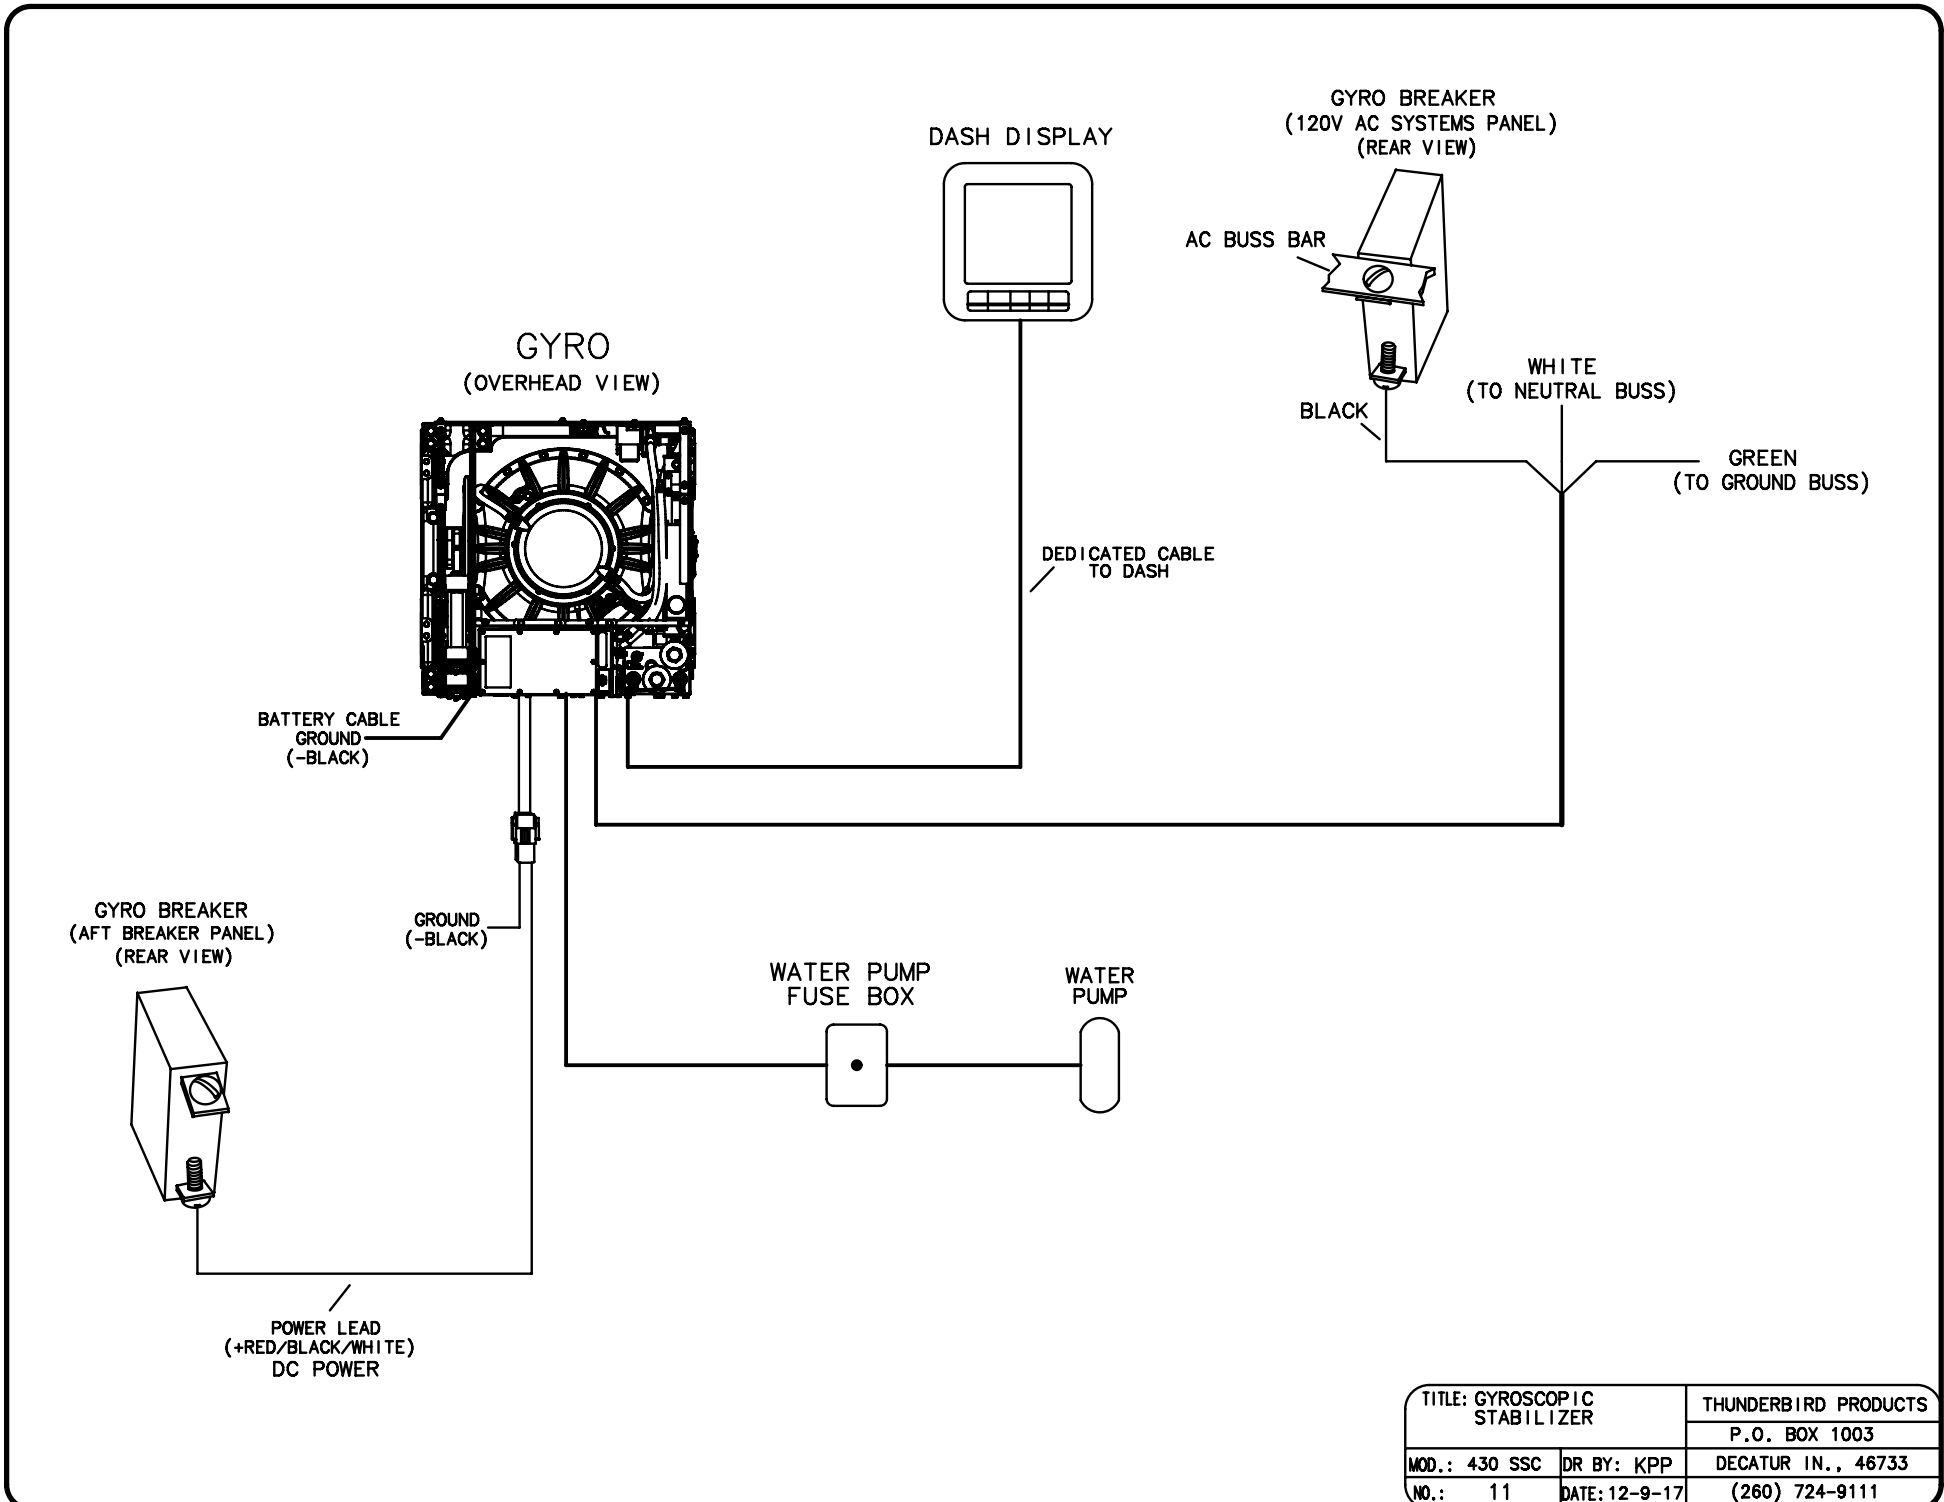 GYRO BREAKER
(120V AC SYSTEMS PANEL)
(REAR VIEW)
DASH DISPLAY
AC BUSS BAR
GYRO
(OVERHEAD VIEW)
WHITE
(TO NEUTRAL BUSS)
BLACK
GREEN
(TO GROUND BUSS)
DEDICATED CABLE
TO DASH
BATTERY CABLE
GROUND
(-BLACK)
GYRO BREAKER
(AFT BREAKER PANEL)
(REAR VIEW)
GROUND
(-BLACK)
WATER PUMP
FUSE BOX
WATER
PUMP
POWER LEAD
(+RED/BLACK/WHITE)
DC POWER
TITLE: GYROSCOPIC
STABILIZER
THUNDERBIRD PRODUCTS
P.O. BOX 1003
MOD.: 430 SSC
DR BY: KPP
DECATUR IN., 46733
NO.: 11
DATE: 12-9-17
(260) 724-9111